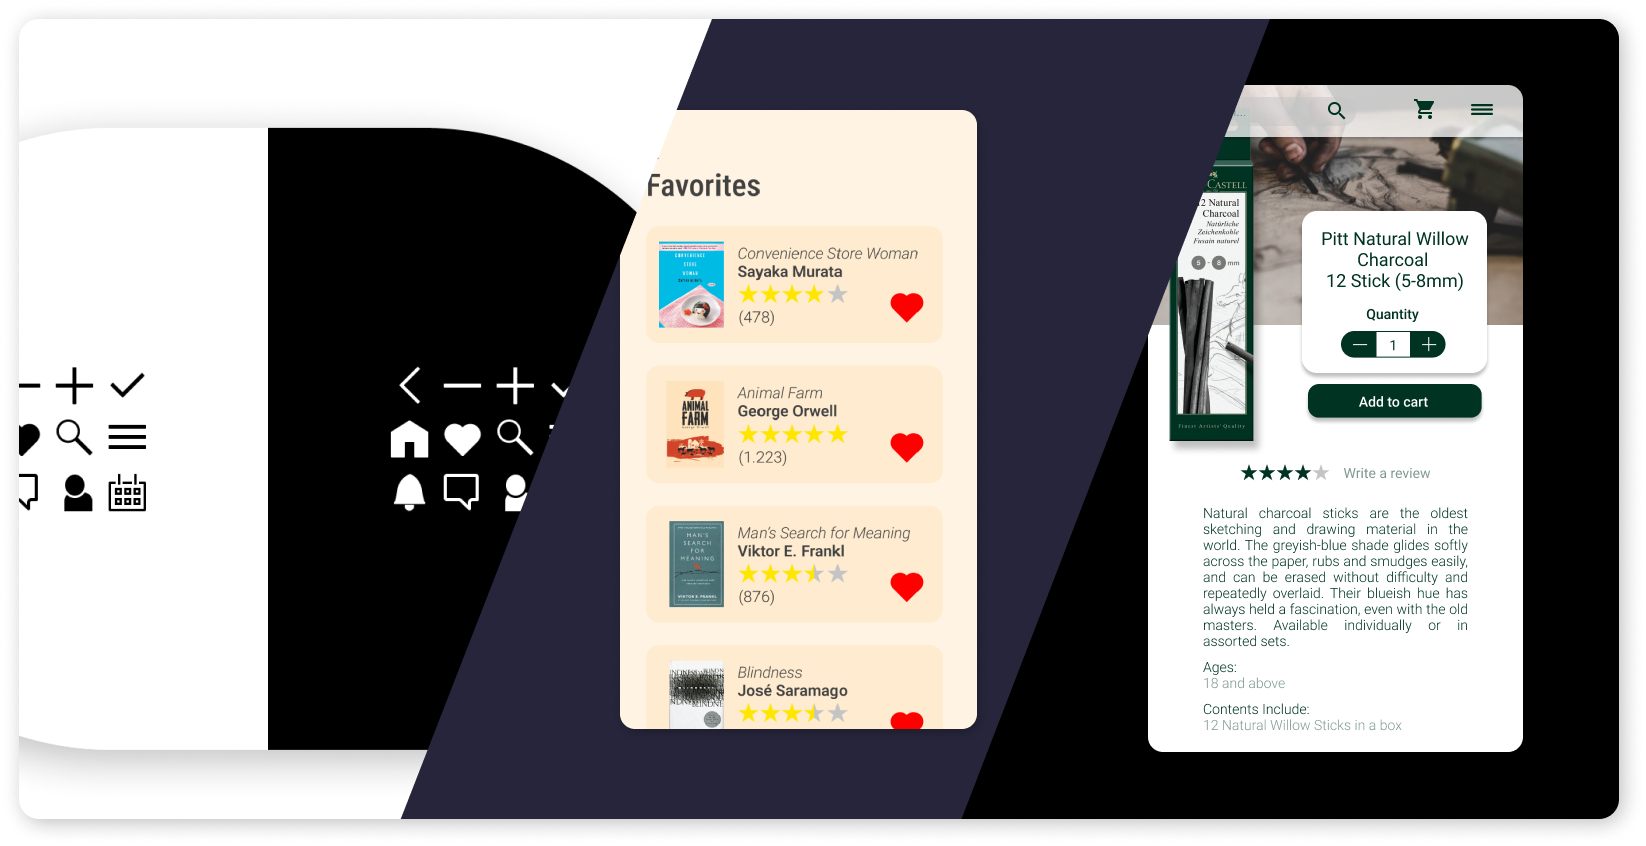 Favorites
CONVENIENCE
STORE
WOMAN
Convenience Store Woman
Sayaka Murata
(478)
ANIMAL
FARM
Animal Farm
George Orwell
(1.223)
MAN'S
SEARCH
FOR
MEANING
VIKTOR E. FRANKL
Man's Search for Meaning
Viktor E. Frankl
(876)
Blindness
José Saramago
CASTELL
12 Natural
Charcoal
Natürliche
Zeichenkohle
Fusain naturel
5 - 8 mm
Finest Artists' Quality
Pitt Natural Willow
Charcoal
12 Stick (5-8mm)
Quantity
1
Add to cart
Write a review
Natural charcoal sticks are the oldest
sketching and drawing material in the
world. The greyish-blue shade glides softly
across the paper, rubs and smudges easily,
and can be erased without difficulty and
repeatedly overlaid. Their blueish hue has
always held a fascination, even with the old
masters. Available individually or in
assorted sets.
Ages:
18 and above
Contents Include:
12 Natural Willow Sticks in a box